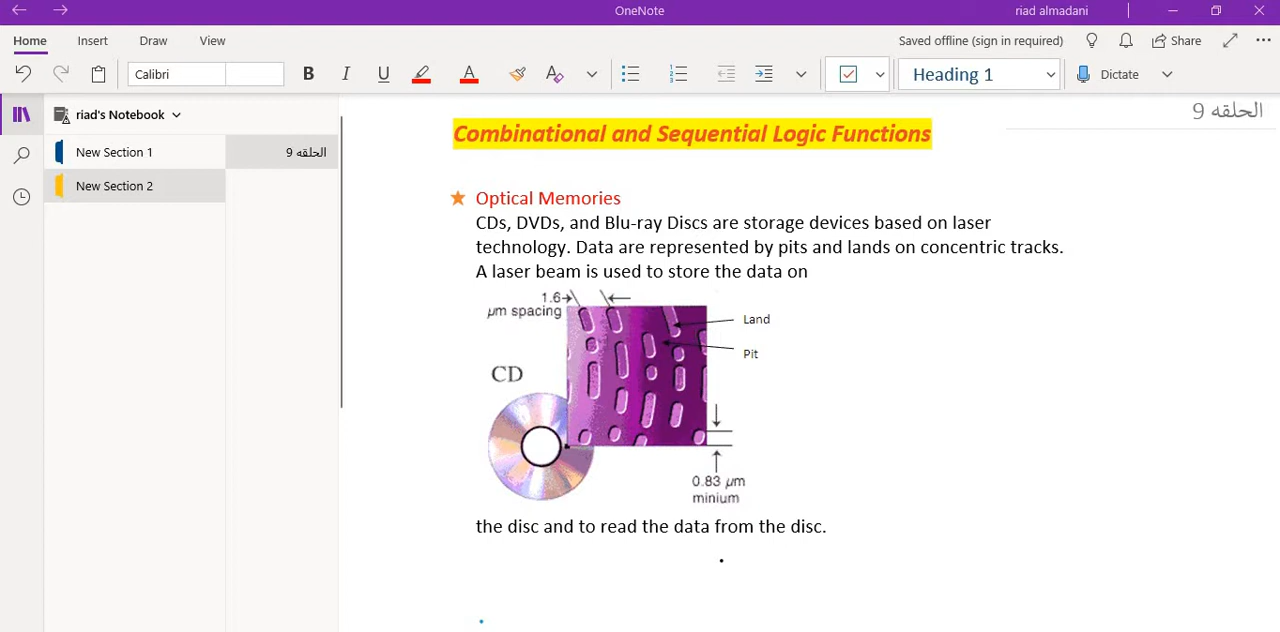 OneNote
riad almadani
Home
Insert
Draw
View
Saved offline (sign in required)
Share
Calibri
B
I
U
A
A
Heading 1
Dictate
riad's Notebook
New Section 1
New Section 2
الحلقه 9
الحلقه 9
Combinational and Sequential Logic Functions
Optical Memories
CDs, DVDs, and Blu-ray Discs are storage devices based on laser
technology. Data are represented by pits and lands on concentric tracks.
A laser beam is used to store the data on
1.6
µm spacing
Land
Pit
CD
0.83 µm
minium
the disc and to read the data from the disc.